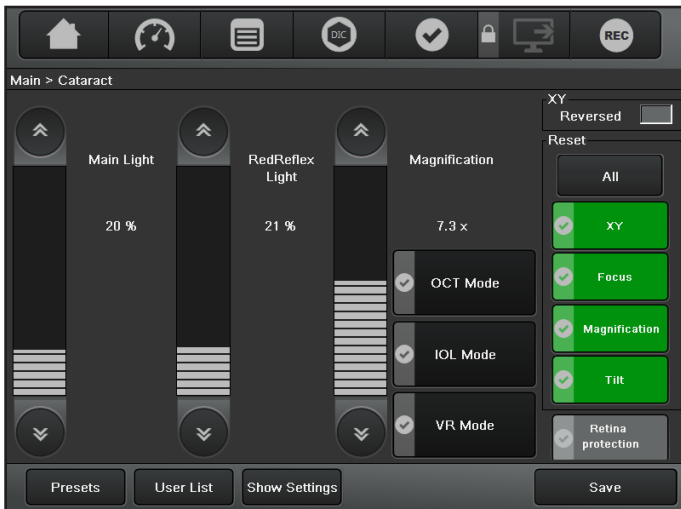 DIC
REC
Main > Cataract
XY
Reversed
Reset
Main Light
RedReflex
Light
Magnification
All
20 %
21 %
7.3 x
XY
OCT Mode
Focus
Magnification
IOL Mode
Tilt
VR Mode
Retina
protection
Presets
User List
Show Settings
Save